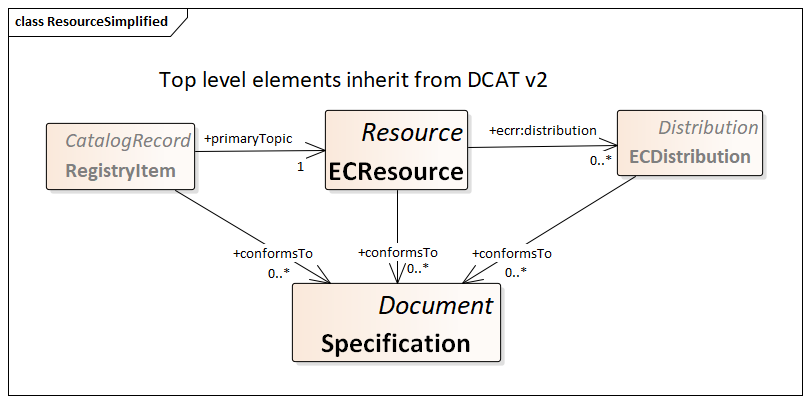 class ResourceSimplified
Top level elements inherit from DCAT v2
CatalogRecord
RegistryItem
+primaryTopic
1
Resource
ECResource
+ecrr:distribution
0..*
Distribution
ECDistribution
+conformsTo
0..*
+conformsTo
0..*
+conformsTo
0..*
Document
Specification